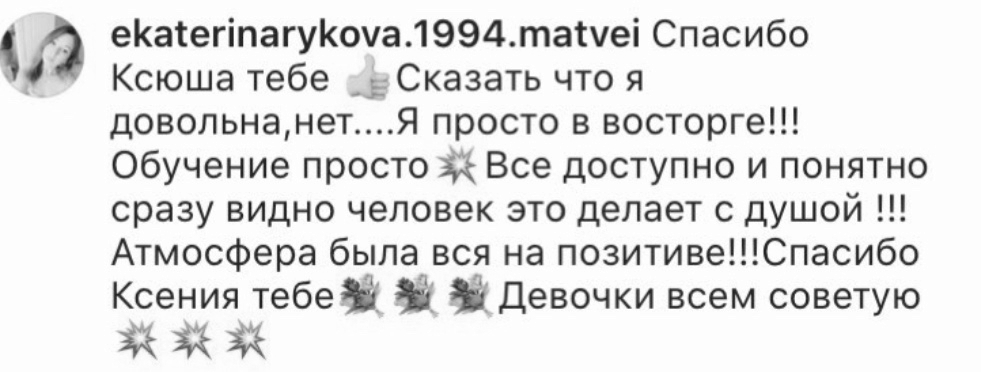 ekaterinarykova.1994.matvei Спасибо
Ксюша тебе 👍Сказать что я
довольна,нет....Я просто в восторге!!!
Обучение просто💥Все доступно и понятно
сразу видно человек это делает с душой !!!
Атмосфера была вся на позитиве!!!Спасибо
Ксения тебе💐💐💐Девочки всем советую
💥💥💥